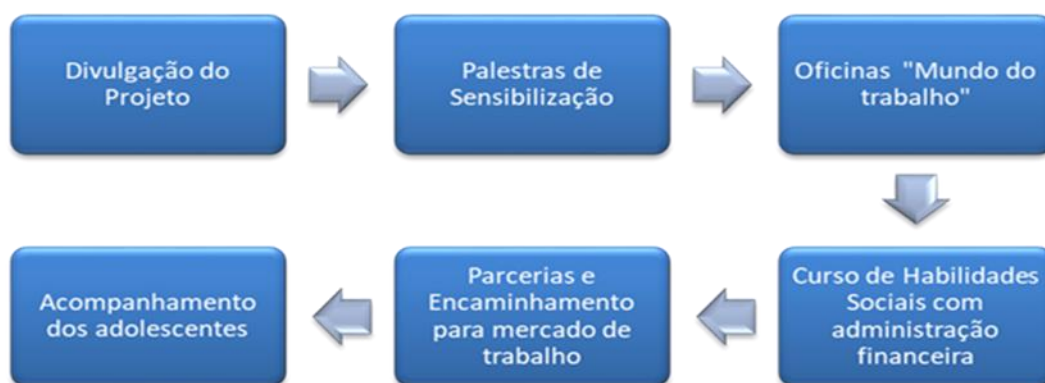 Divulgação do
Projeto
Palestras de
Sensibilização
Oficinas "Mundo do
trabalho"
Curso de Habilidades
Sociais com
administração
financeira
Parcerias e
Encaminhamento
para mercado de
trabalho
Acompanhamento
dos adolescentes